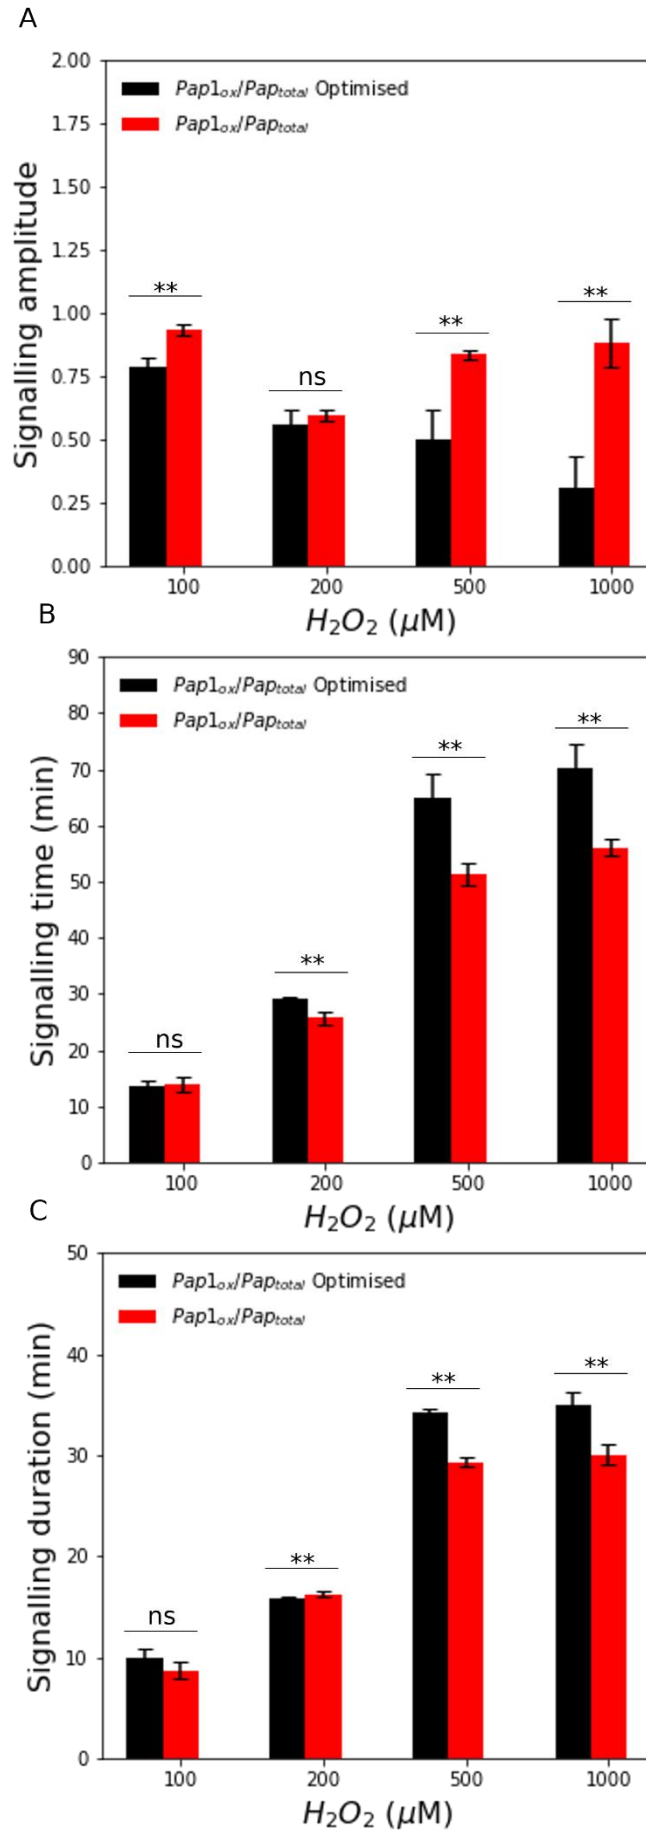 A
2.00
1.75
1.50
1.25
1.00
0.75
0.50
0.25
0.00
Signalling amplitude
Pap1ox/Paptotal Optimised
Pap1ox/Paptotal
**
ns
**
**
100 200 500 1000
H2O2 (μM)
B
90
80
70
60
50
40
30
20
10
0
Signalling time (min)
Pap1ox/Paptotal Optimised
Pap1ox/Paptotal
ns
**
**
**
100 200 500 1000
H2O2 (μM)
C
50
40
30
20
10
0
Signalling duration (min)
Pap1ox/Paptotal Optimised
Pap1ox/Paptotal
ns
**
**
**
100 200 500 1000
H2O2 (μM)